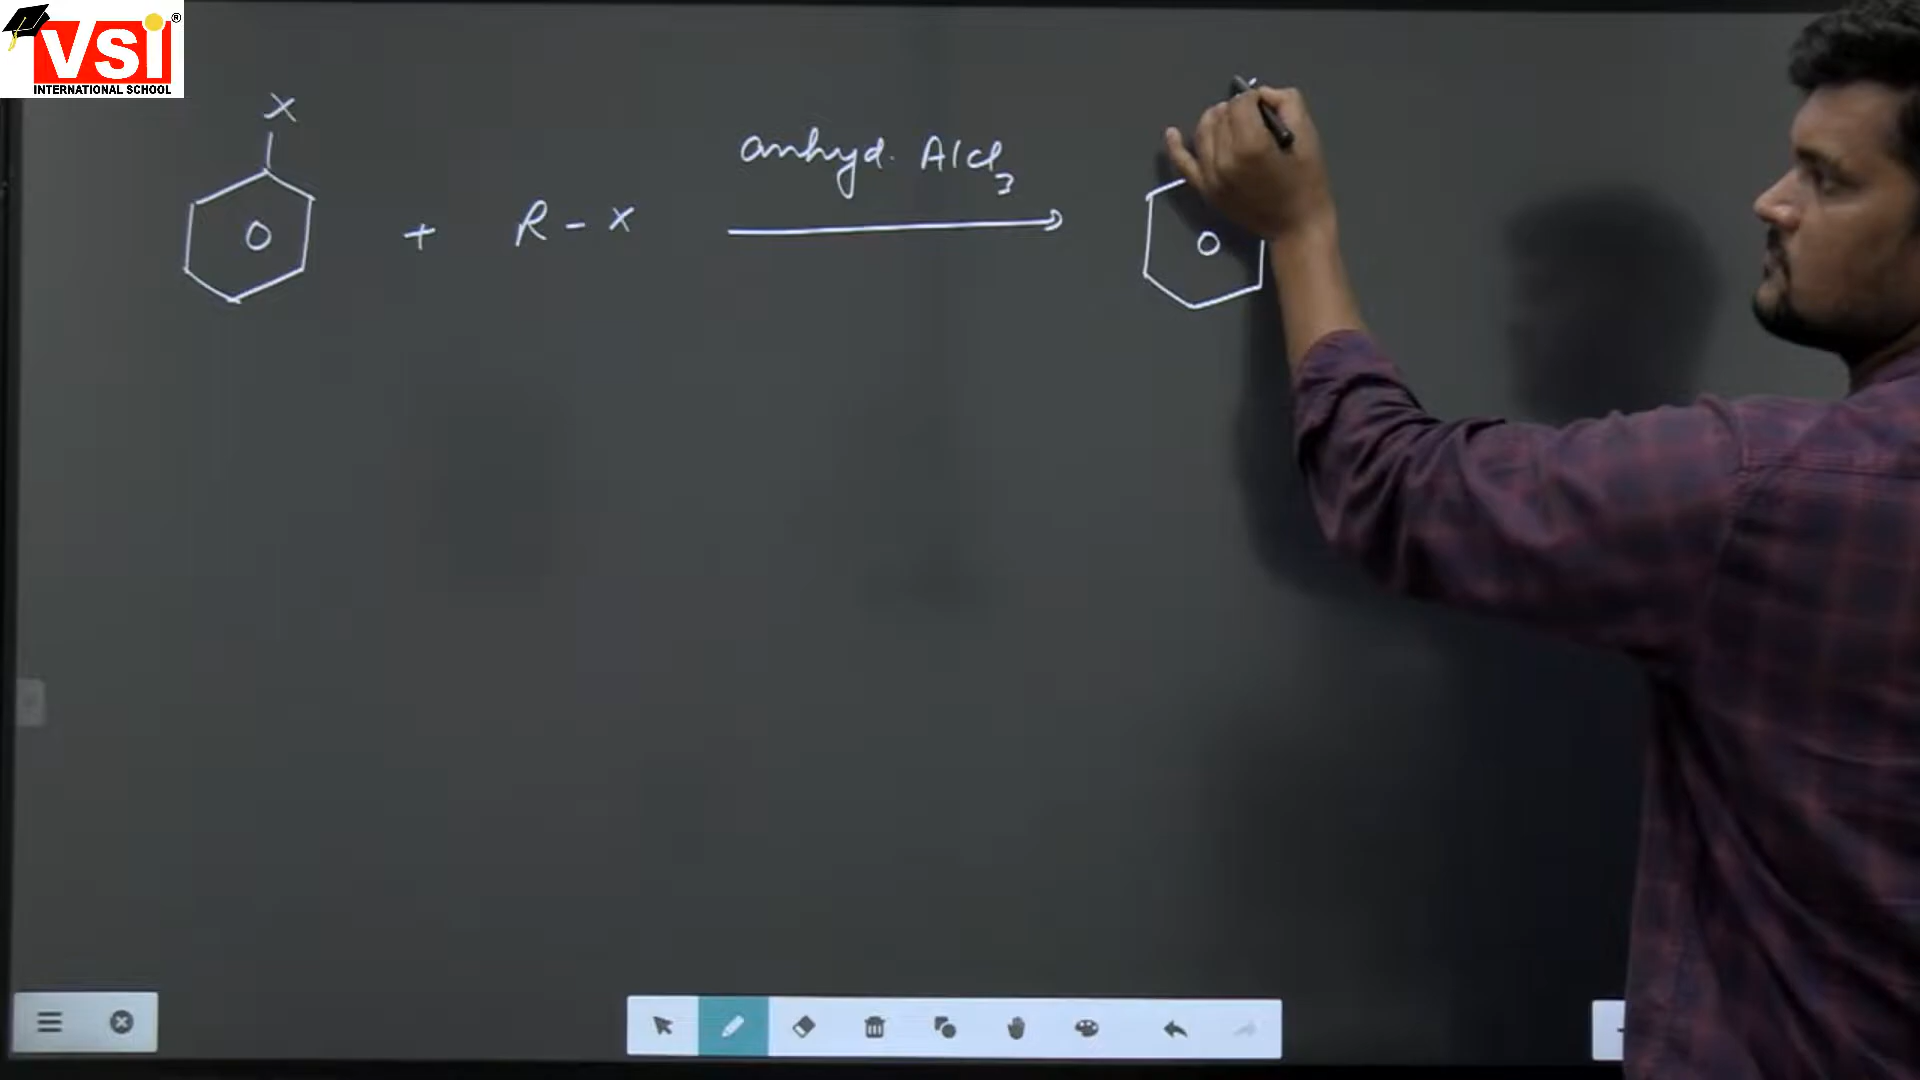 VSI®
INTERNATIONAL SCHOOL
X
anhyd. AlCl3
+ R - X